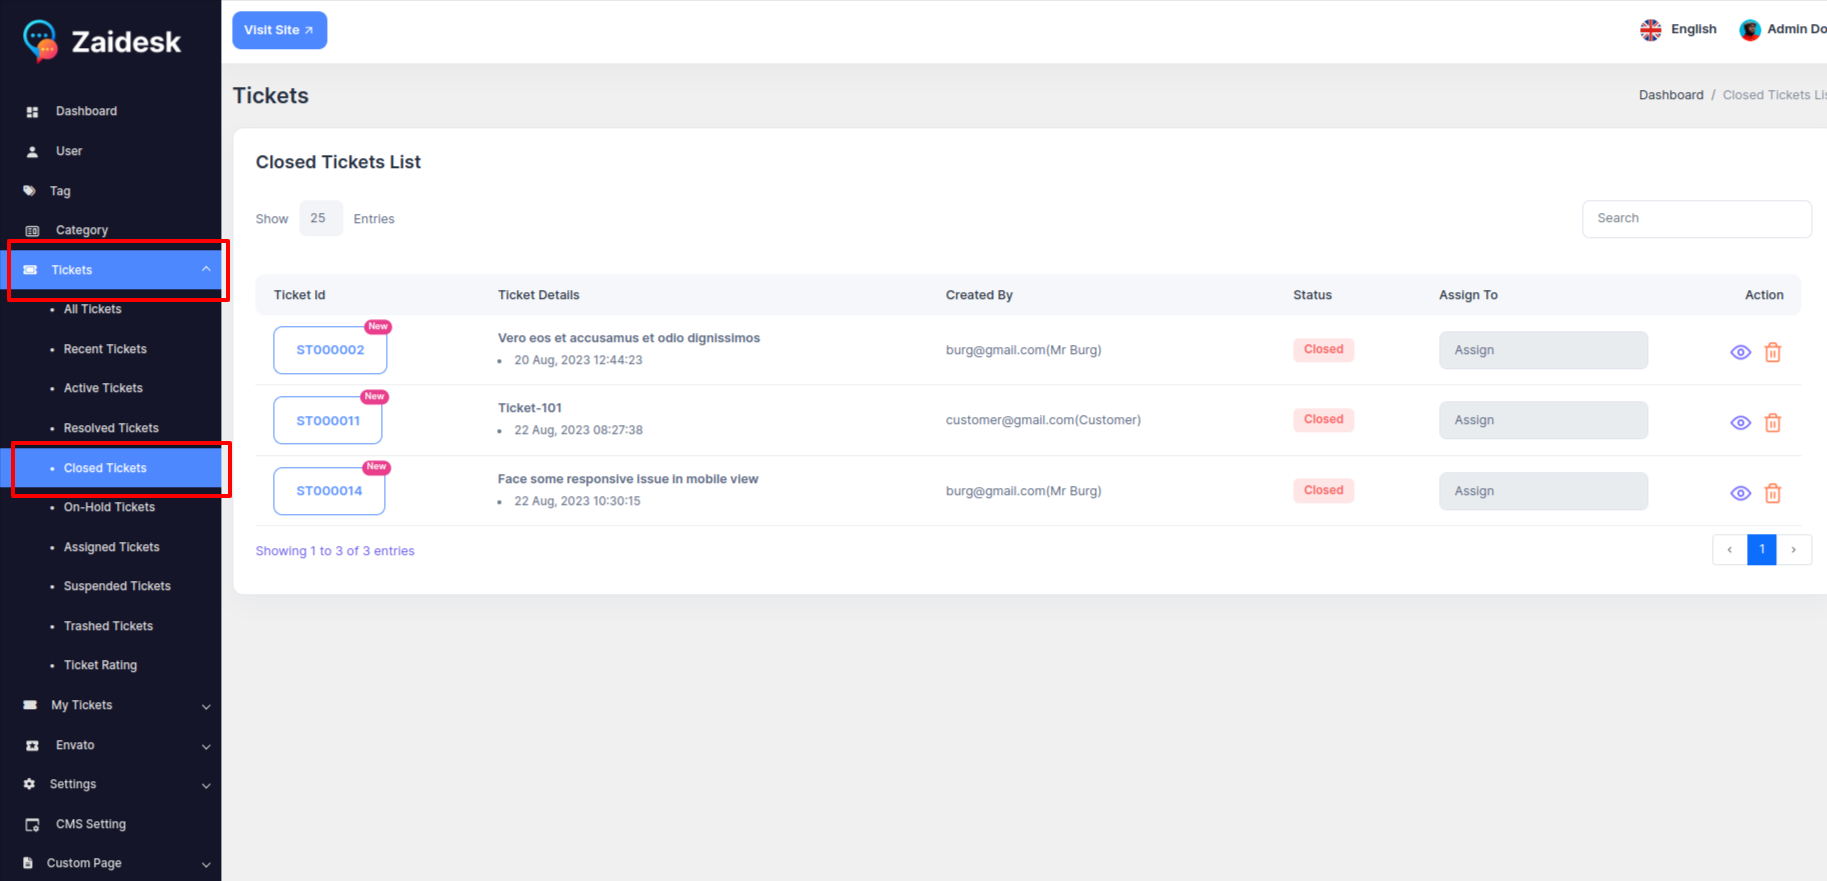 Zaidesk
Visit Site
English
Admin Do
Dashboard
User
Tag
Category
Tickets
All Tickets
Recent Tickets
Active Tickets
Resolved Tickets
Closed Tickets
On-Hold Tickets
Assigned Tickets
Suspended Tickets
Trashed Tickets
Ticket Rating
My Tickets
Envato
Settings
CMS Setting
Custom Page
Tickets
Dashboard / Closed Tickets Lis
Closed Tickets List
Show 25 Entries
Search
Ticket Id Ticket Details Created By Status Assign To Action
New
ST000002
Vero eos et accusamus et odio dignissimos
• 20 Aug, 2023 12:44:23
burg@gmail.com(Mr Burg)
Closed
Assign
New
ST000011
Ticket-101
• 22 Aug, 2023 08:27:38
customer@gmail.com(Customer)
Closed
Assign
New
ST000014
Face some responsive issue in mobile view
• 22 Aug, 2023 10:30:15
burg@gmail.com(Mr Burg)
Closed
Assign
Showing 1 to 3 of 3 entries
‹ 1 ›